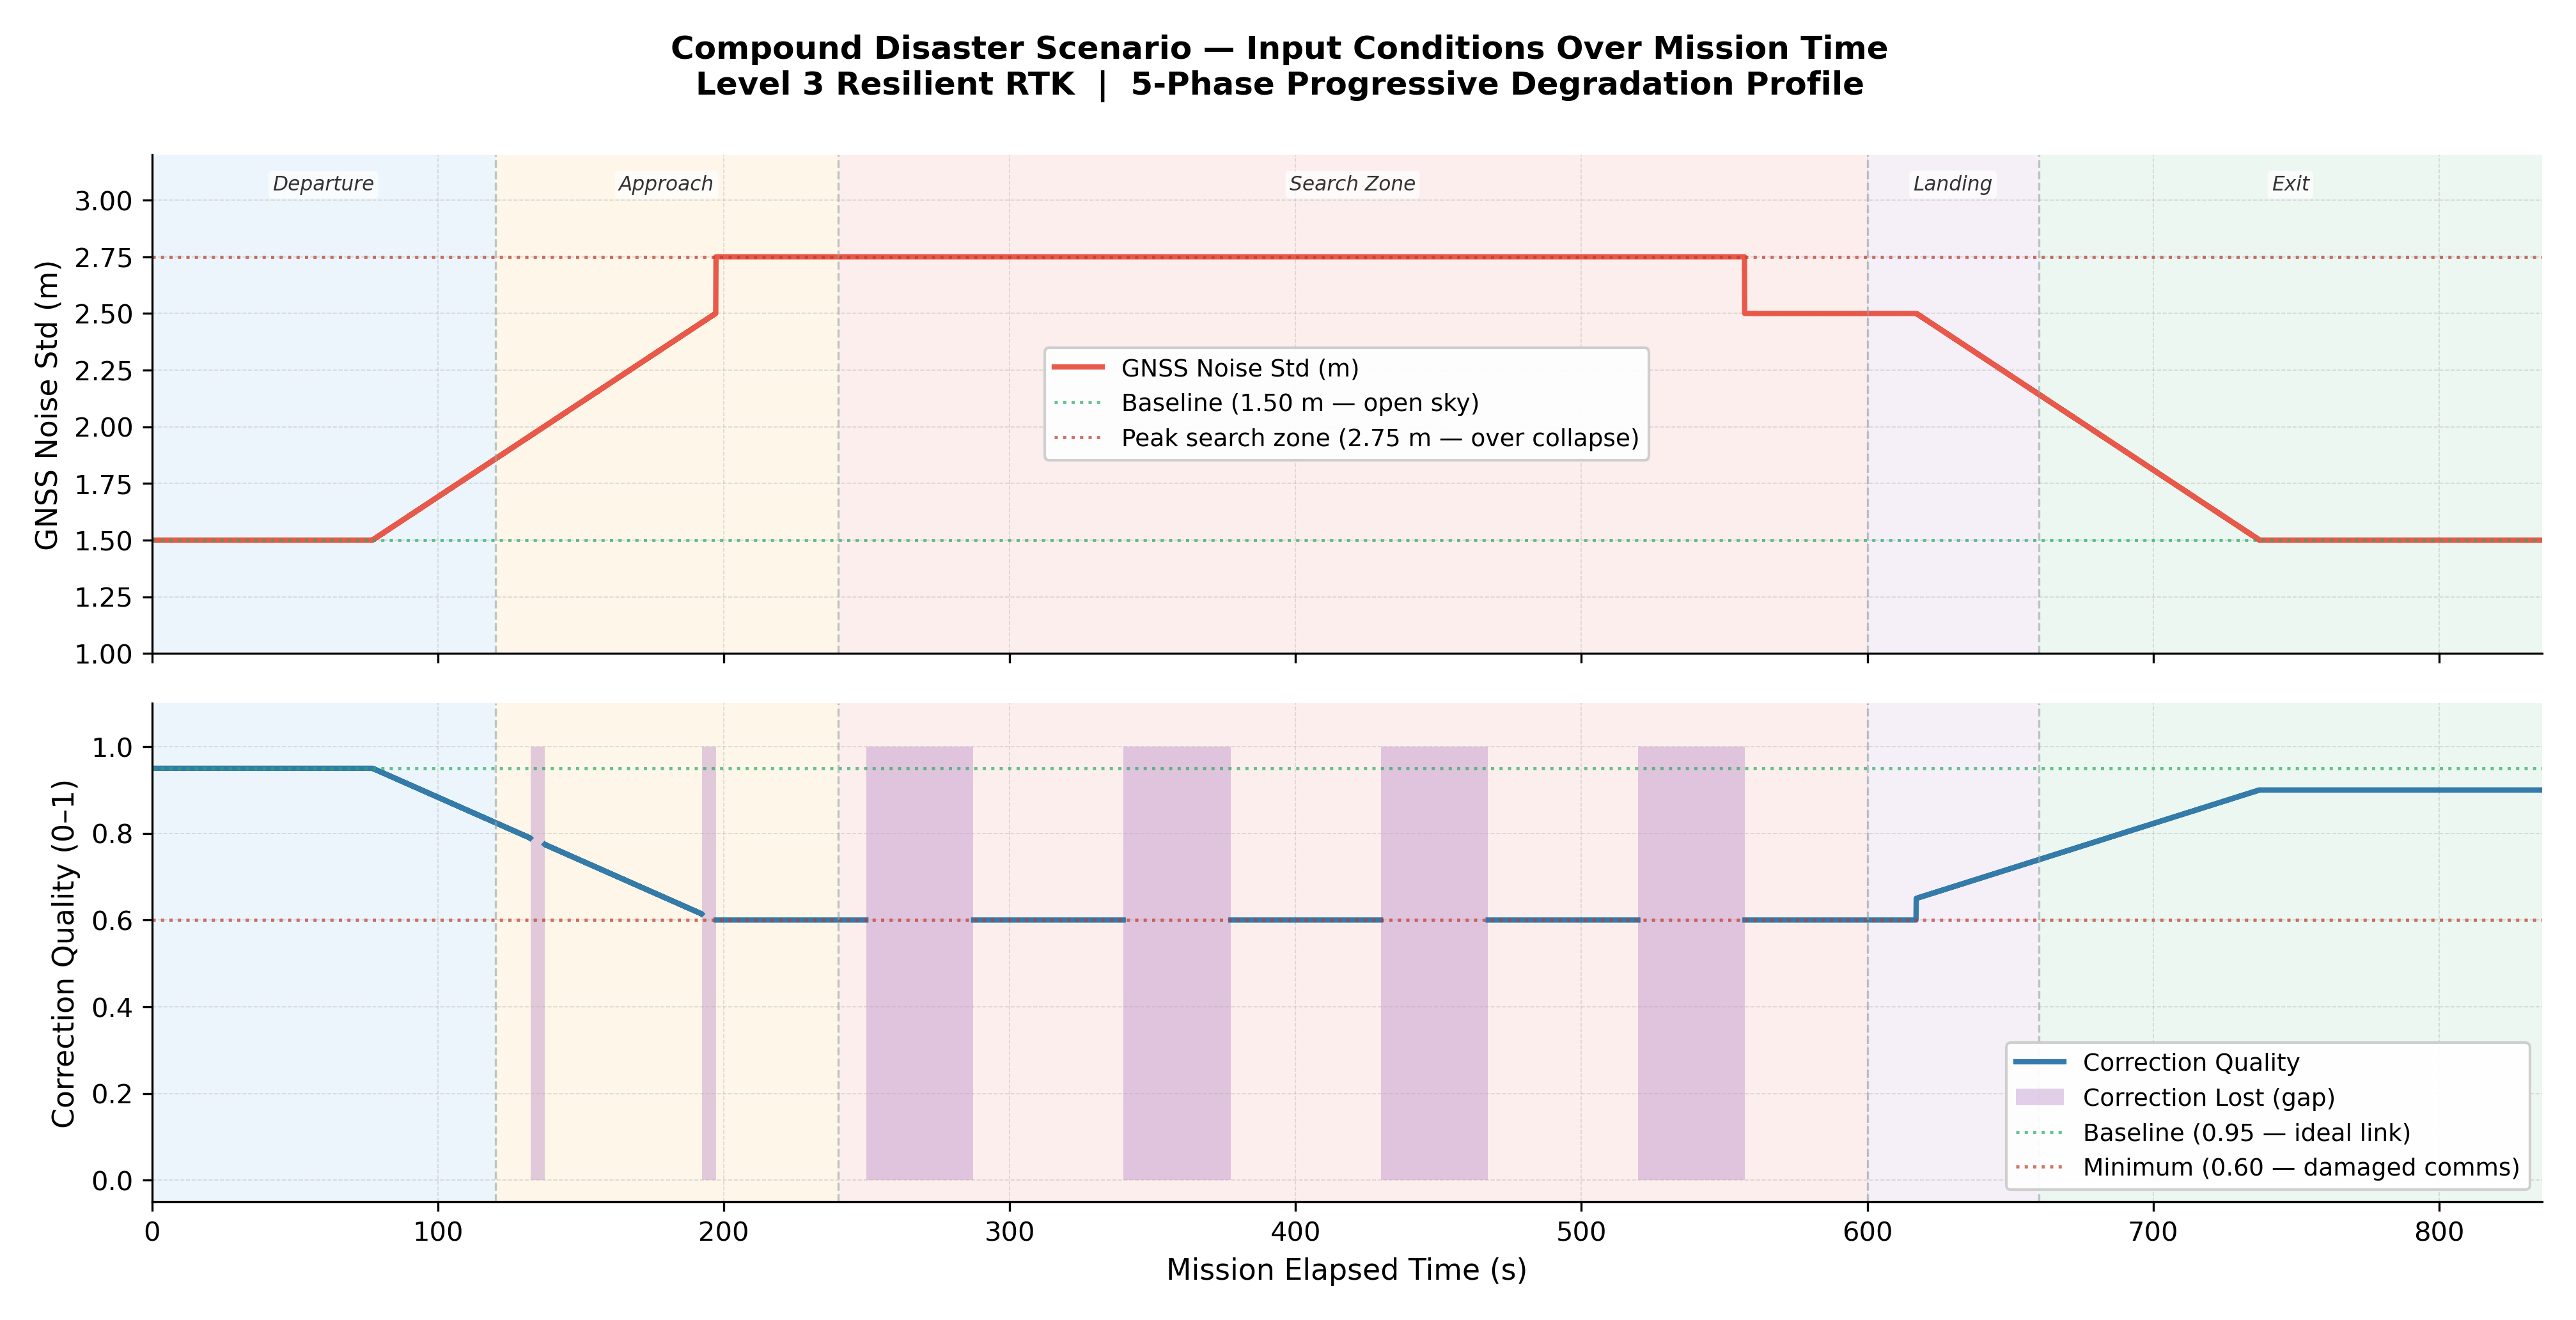 Compound Disaster Scenario — Input Conditions Over Mission Time
Level 3 Resilient RTK | 5-Phase Progressive Degradation Profile
Departure
Approach
Search Zone
Landing
Exit
GNSS Noise Std (m)
3.00
2.75
2.50
2.25
2.00
1.75
1.50
1.25
1.00
GNSS Noise Std (m)
Baseline (1.50 m — open sky)
Peak search zone (2.75 m — over collapse)
Correction Quality (0–1)
1.0
0.8
0.6
0.4
0.2
0.0
Correction Quality
Correction Lost (gap)
Baseline (0.95 — ideal link)
Minimum (0.60 — damaged comms)
0 100 200 300 400 500 600 700 800
Mission Elapsed Time (s)